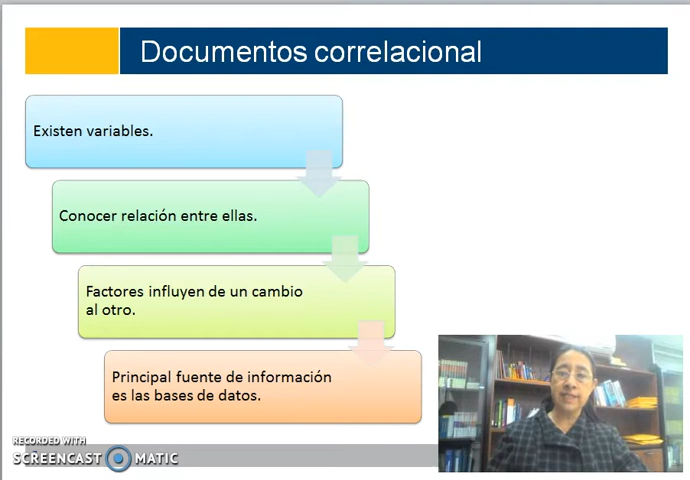 Documentos correlacional
Existen variables.
Conocer relación entre ellas.
Factores influyen de un cambio
al otro.
Principal fuente de información
es las bases de datos.
RECORDED WITH
SCREENCAST MATIC